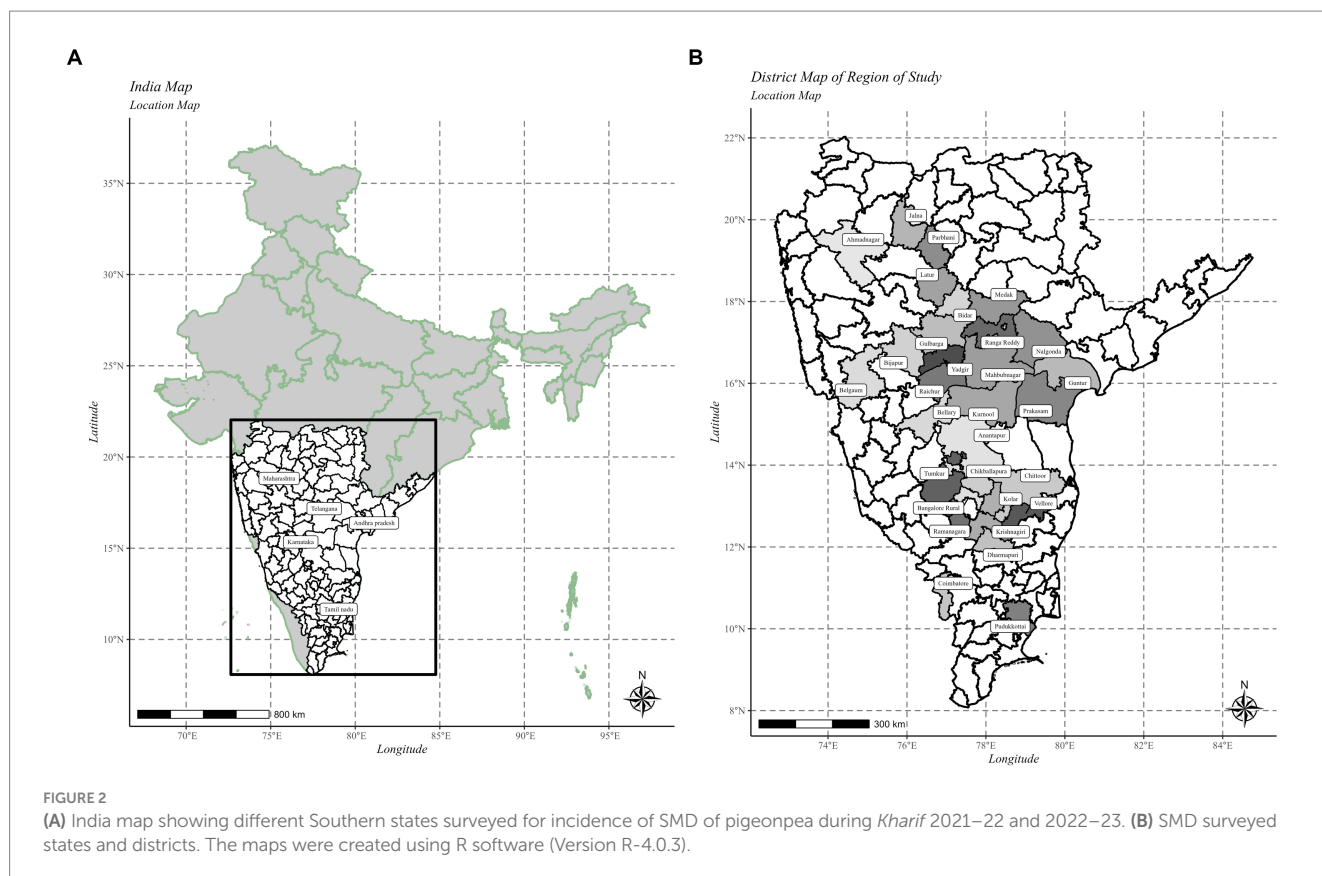 A
India Map
Location Map
35°N
30°N
25°N
20°N
15°N
10°N
Latitude
Maharashtra
Telangana
Andhra pradesh
Karnataka
Tamil nadu
N
800 km
70°E 75°E 80°E 85°E 90°E 95°E
Longitude
B
District Map of Region of Study
Location Map
22°N
20°N
18°N
16°N
14°N
12°N
10°N
8°N
Latitude
Jalna
Ahmadnagar
Parbhani
Latur
Medak
Bidar
Gulbarga
Ranga Reddy
Nalgonda
Bijapur
Yadgir
Mahbubnagar
Belgaum
Raichur
Guntur
Bellary
Kurnool
Prakasam
Anantapur
Tumkur
Chikballapura
Chittoor
Kolar
Vellore
Bangalore Rural
Ramanagara
Krishnagiri
Dharmapuri
Coimbatore
Pudukkottai
N
300 km
74°E 76°E 78°E 80°E 82°E 84°E
Longitude
FIGURE 2
(A) India map showing different Southern states surveyed for incidence of SMD of pigeonpea during Kharif 2021–22 and 2022–23. (B) SMD surveyed
states and districts. The maps were created using R software (Version R-4.0.3).